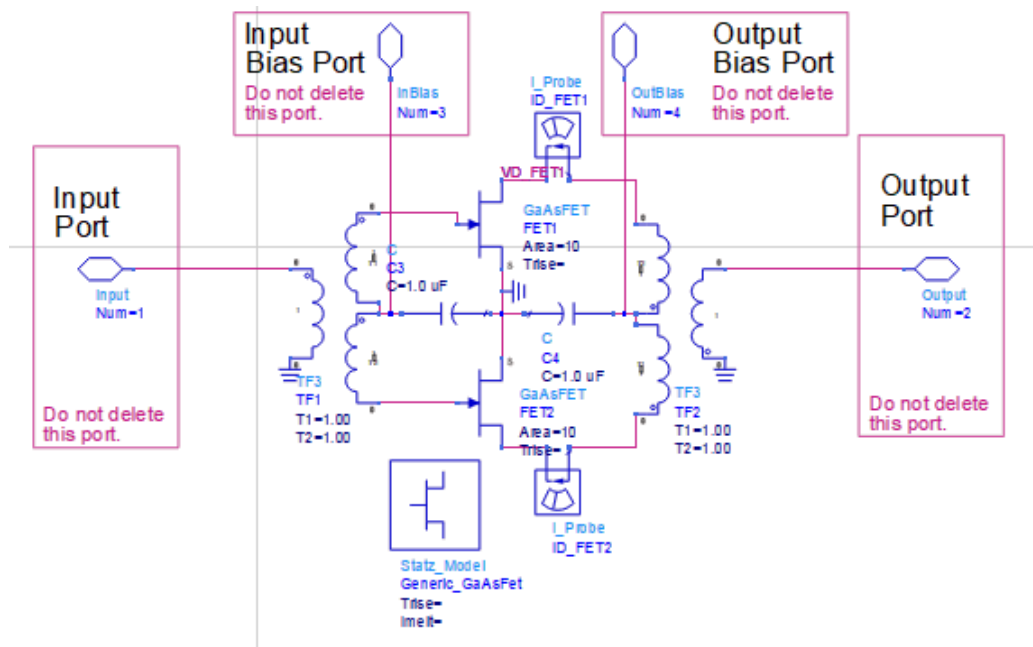 Input
Bias Port
Do not delete
this port.
InBias
Num=3
I_Probe
ID_FET1
Output
Bias Port
Do not delete
this port.
OutBias
Num=4
Input
Port
Input
Num=1
Do not delete
this port.
Output
Port
Output
Num=2
Do not delete
this port.
VD_FET1
GaAsFET
FET1
Area=10
Trise=
C
C3
C=1.0 uF
S
C
C4
C=1.0 uF
S
GaAsFET
FET2
Area=10
Trise=
TF3
TF1
T1=1.00
T2=1.00
TF3
TF2
T1=1.00
T2=1.00
I_Probe
ID_FET2
Statz_Model
Generic_GaAsFet
Trise=
Imelt=